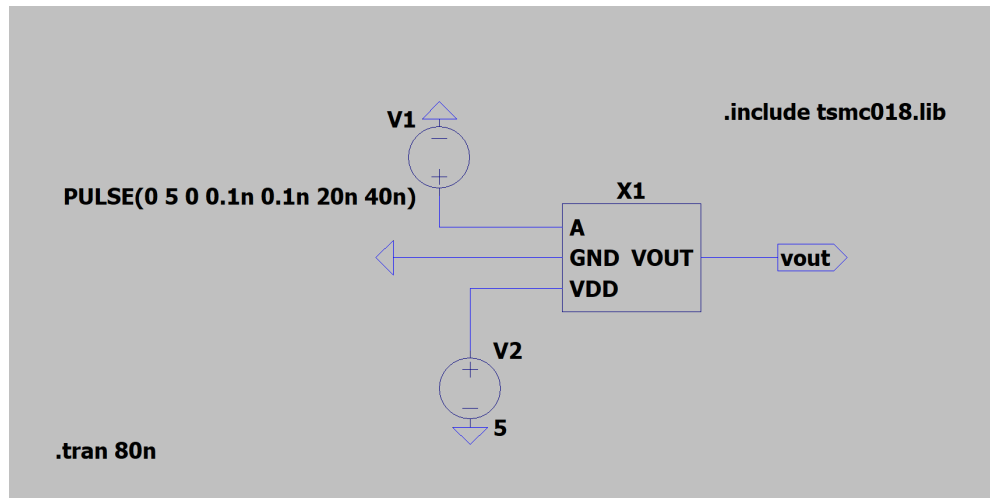 .include tsmc018.lib
V1
PULSE(0 5 0 0.1n 0.1n 20n 40n)
X1
A
GND VOUT
VDD
vout
V2
5
.tran 80n